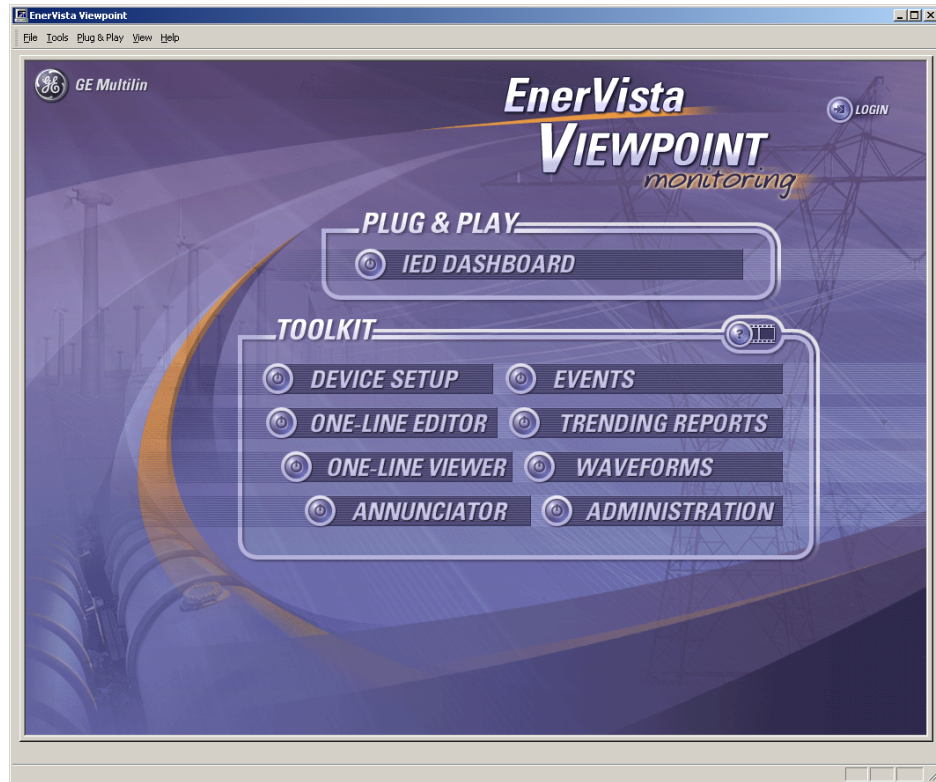 EnerVista Viewpoint
File Tools Plug & Play View Help
GE Multilin
EnerVista
VIEWPOINT
monitoring
LOGIN
PLUG & PLAY
IED DASHBOARD
TOOLKIT
?
DEVICE SETUP EVENTS
ONE-LINE EDITOR TRENDING REPORTS
ONE-LINE VIEWER WAVEFORMS
ANNUNCIATOR ADMINISTRATION